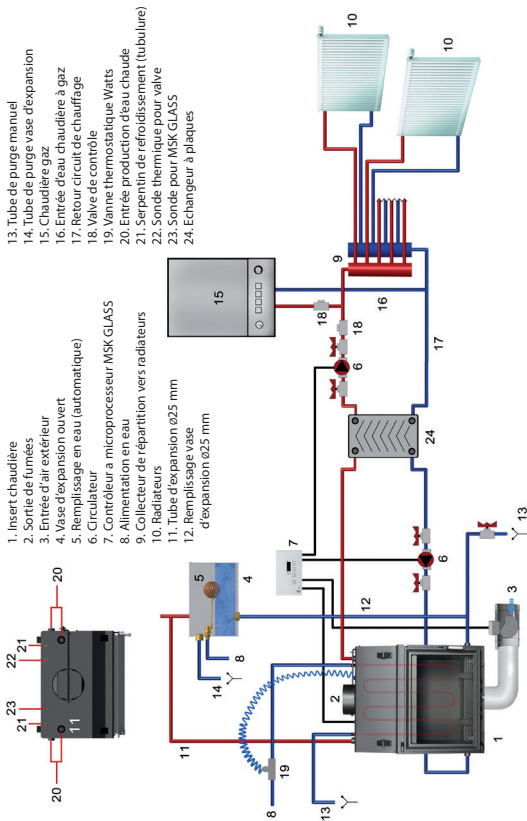 21 23 22 21
20 20
11
1. Insert chaudière
2. Sortie de fumées
3. Entrée d'air extérieur
4. Vase d'expansion ouvert
5. Remplissage en eau (automatique)
6. Circulateur
7. Contrôleur a microprocesseur MSK GLASS
8. Alimentation en eau
9. Collecteur de répartition vers radiateurs
10. Radiateurs
11. Tube d'expansion ø25 mm
12. Remplissage vase
d'expansion ø25 mm
13. Tube de purge manuel
14. Tube de purge vase d'expansion
15. Chaudière gaz
16. Entrée d'eau chaudière à gaz
17. Retour circuit de chauffage
18. Valve de contrôle
19. Vanne thermostatique Watts
20. Entrée production d'eau chaude
21. Serpentin de refroidissement (tubulure)
22. Sonde thermique pour valve
23. Sonde pour MSK GLASS
24. Echangeur à plaques
10
10
15
5
4
11
14
8
7
18
18
9
6
16
19
8
2
12
24
17
13
6
13
3
1